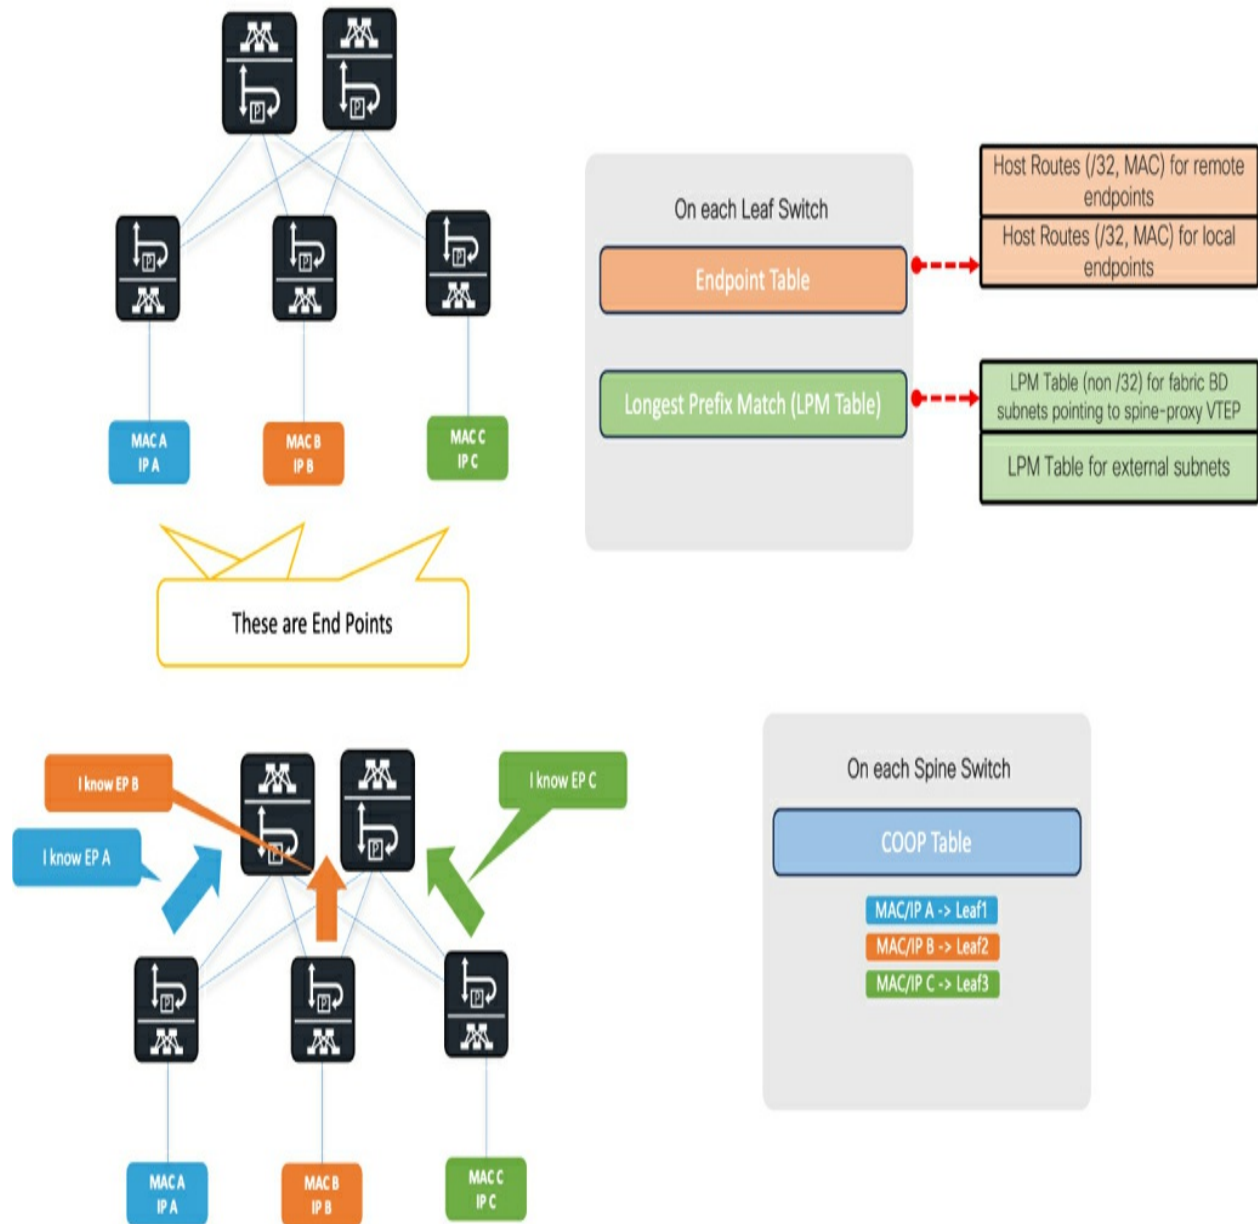 MAC A
IP A
MAC B
IP B
MAC C
IP C
These are End Points
On each Leaf Switch
Endpoint Table
Longest Prefix Match (LPM Table)
Host Routes (/32, MAC) for remote
endpoints
Host Routes (/32, MAC) for local
endpoints
LPM Table (non /32) for fabric BD
subnets pointing to spine-proxy VTEP
LPM Table for external subnets
I know EP B
I know EP A
I know EP C
P
P
P
P
P
P
P
P
P
P
MAC A
IP A
MAC B
IP B
MAC C
IP C
On each Spine Switch
COOP Table
MAC/IP A -> Leaf1
MAC/IP B -> Leaf2
MAC/IP C -> Leaf3